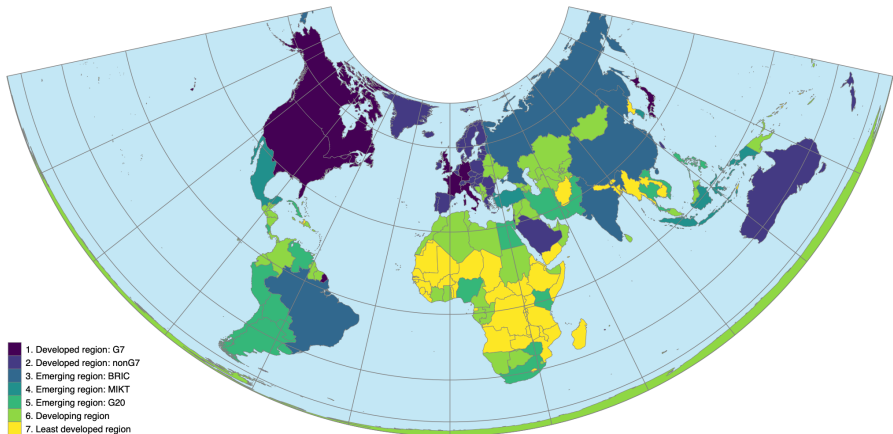 1. Developed region: G7
2. Developed region: nonG7
3. Emerging region: BRIC
4. Emerging region: MIKT
5. Emerging region: G20
6. Developing region
7. Least developed region